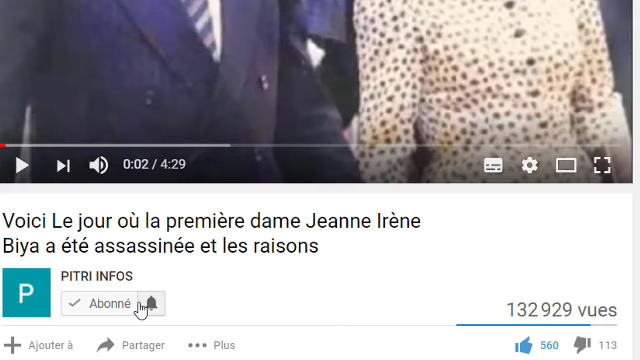 0:02 / 4:29
Voici Le jour où la première dame Jeanne Irène
Biya a été assassinée et les raisons
P
PITRI INFOS
Abonné
132 929 vues
Ajouter à Partager Plus 560 113